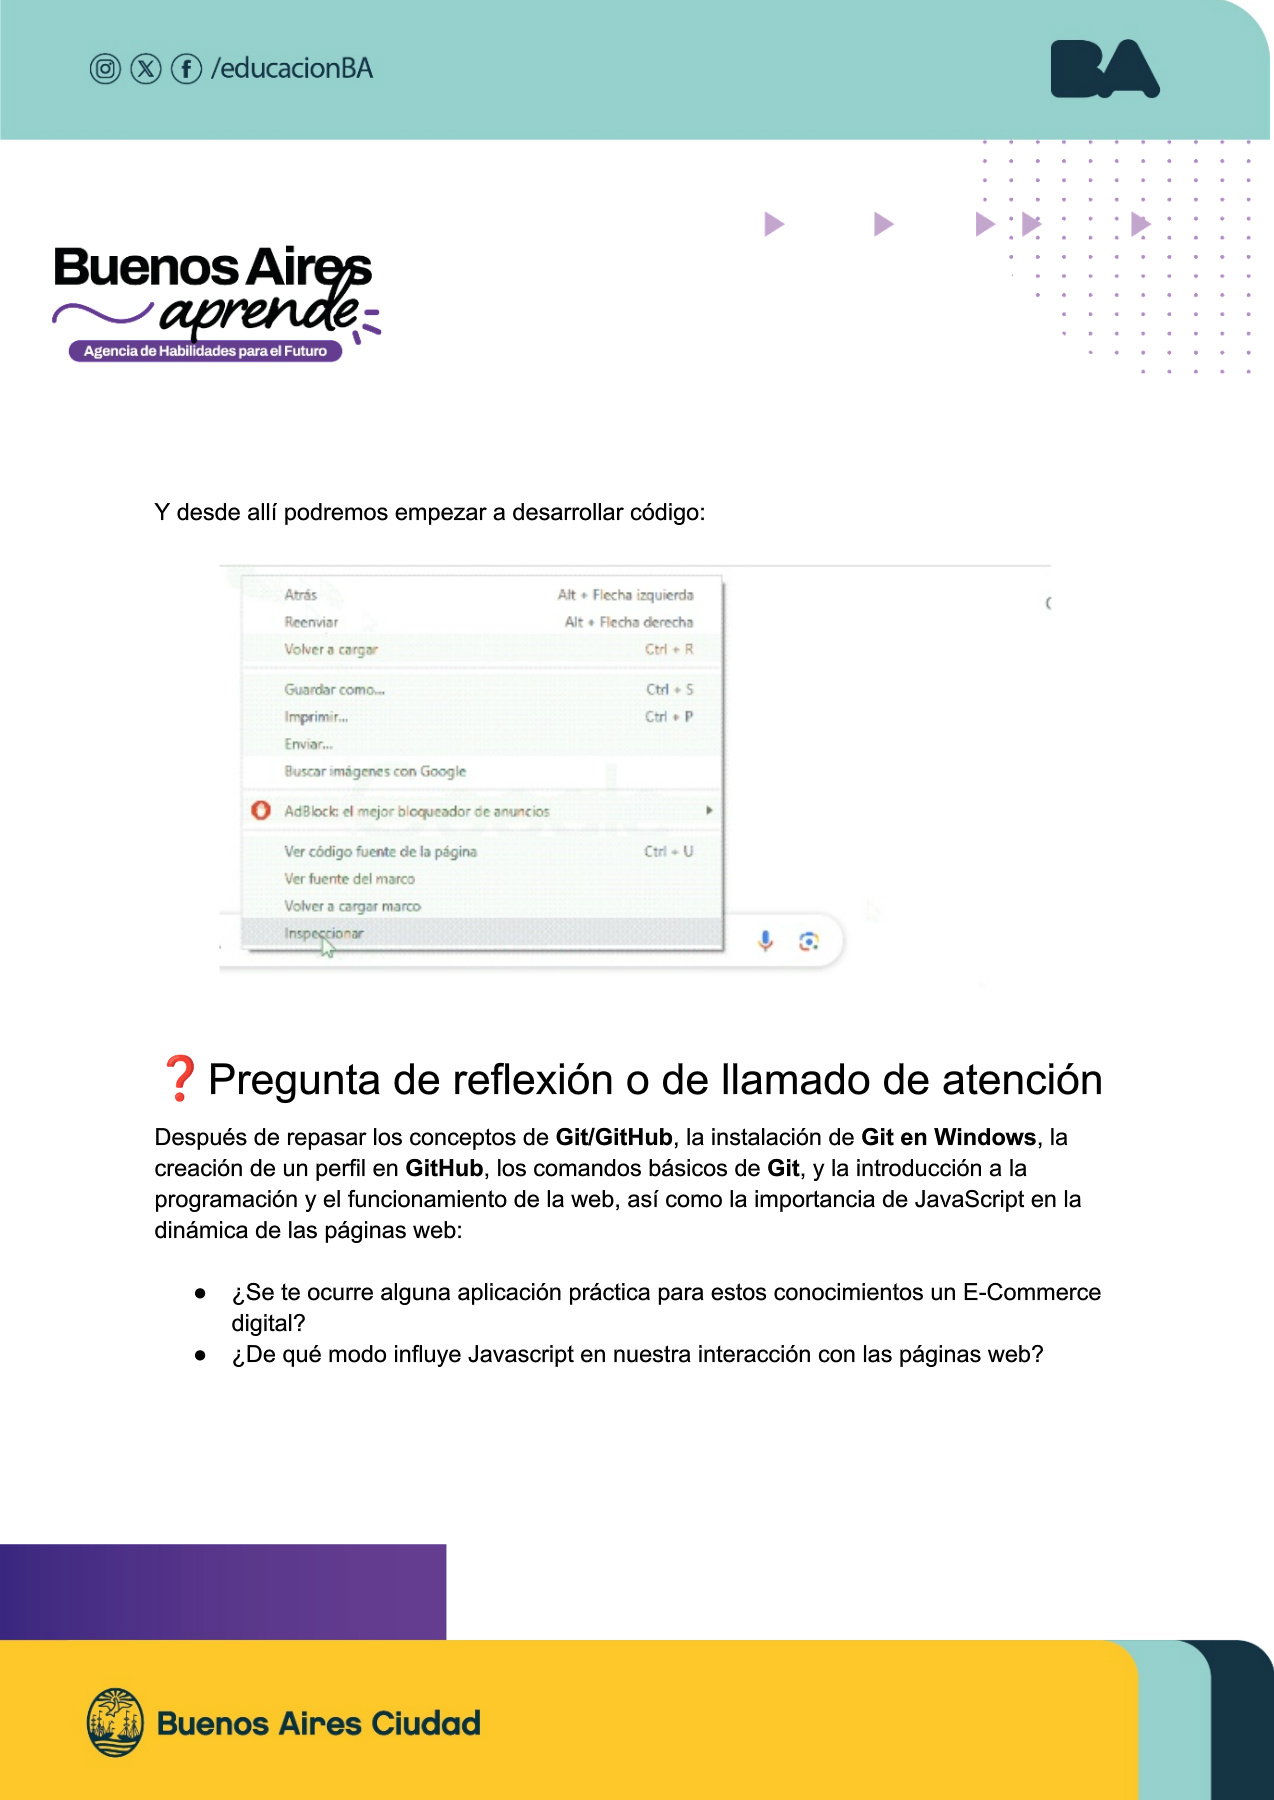 /educacionBA
BA
Buenos Aires
aprende
Agencia de Habilidades para el Futuro
Y desde allí podremos empezar a desarrollar código:
Atrás Alt + Flecha izquierda
Reenviar Alt + Flecha derecha
Volver a cargar Ctrl + R
Guardar como... Ctrl + S
Imprimir... Ctrl + P
Enviar...
Buscar imágenes con Google
AdBlock: el mejor bloqueador de anuncios
Ver código fuente de la página Ctrl + U
Ver fuente del marco
Volver a cargar marco
Inspeccionar
❓Pregunta de reflexión o de llamado de atención
Después de repasar los conceptos de Git/GitHub, la instalación de Git en Windows, la
creación de un perfil en GitHub, los comandos básicos de Git, y la introducción a la
programación y el funcionamiento de la web, así como la importancia de JavaScript en la
dinámica de las páginas web:
● ¿Se te ocurre alguna aplicación práctica para estos conocimientos un E-Commerce
digital?
● ¿De qué modo influye Javascript en nuestra interacción con las páginas web?
Buenos Aires Ciudad